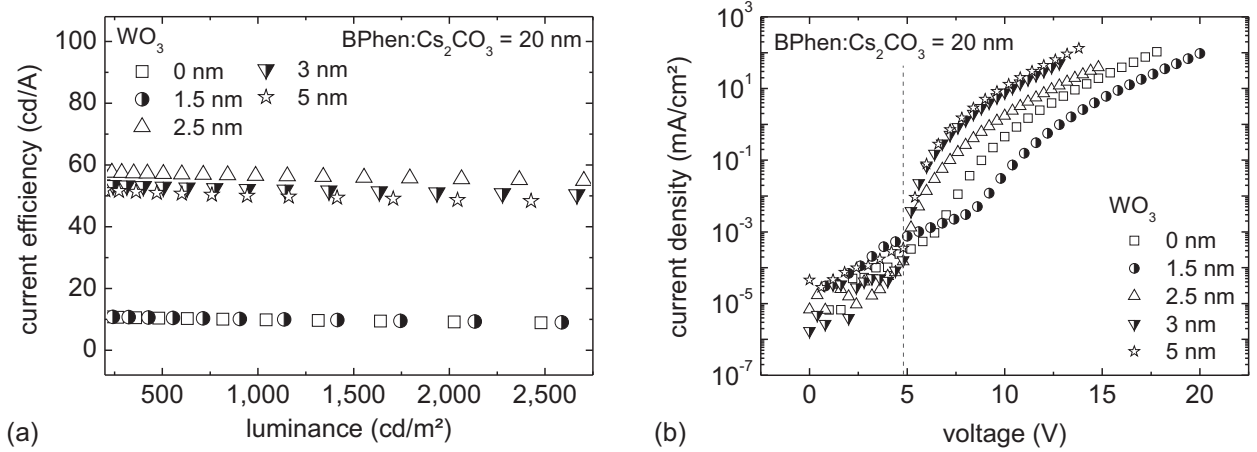 WO₃
BPhen:Cs₂CO₃ = 20 nm
0 nm
3 nm
1.5 nm
5 nm
2.5 nm
100
80
60
40
20
0
current efficiency (cd/A)
500
1,000
1,500
2,000
2,500
luminance (cd/m²)
(a)
BPhen:Cs₂CO₃ = 20 nm
10³
10¹
10⁻¹
10⁻³
10⁻⁵
10⁻⁷
current density (mA/cm²)
WO₃
0 nm
1.5 nm
2.5 nm
3 nm
5 nm
0
5
10
15
20
voltage (V)
(b)